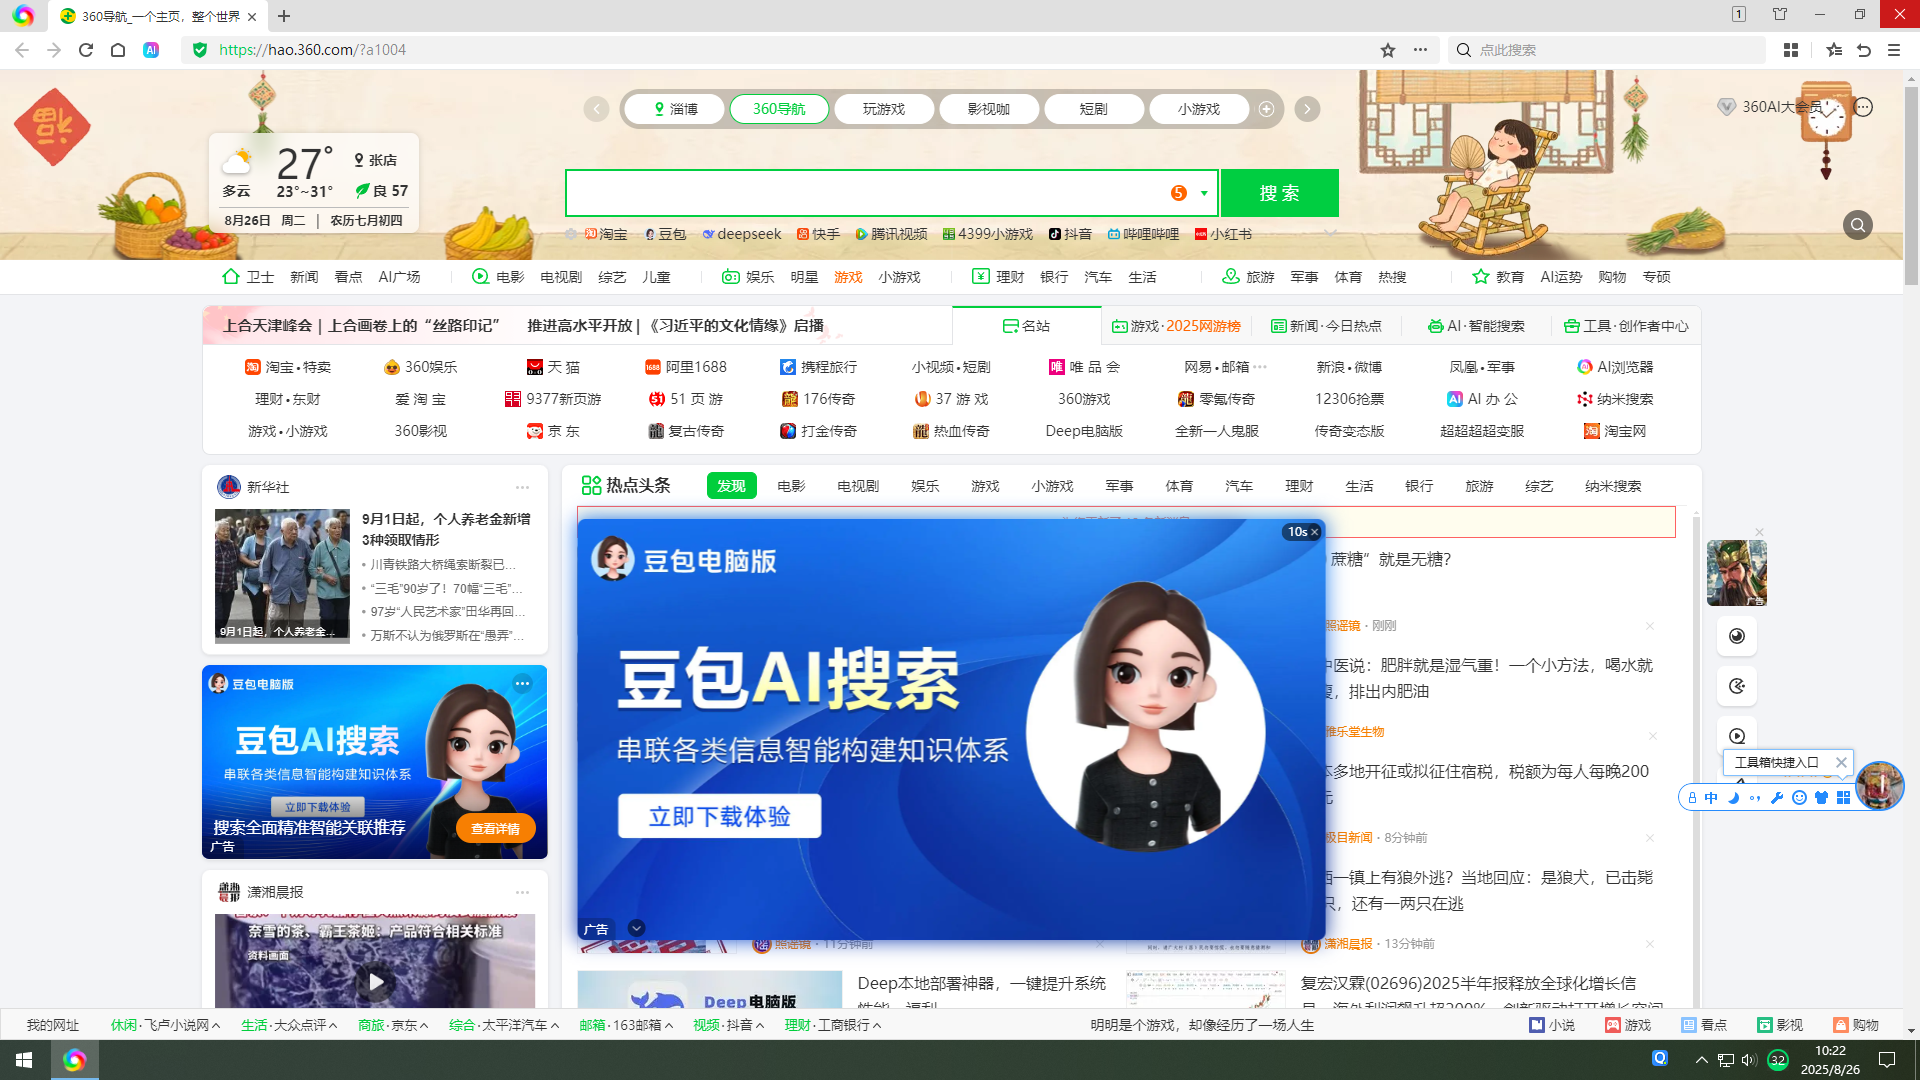 360导航_一个主页，整个世界
1
https://hao.360.com/?a1004
点此搜索
淄博
360导航
玩游戏
影视咖
短剧
小游戏
360AI大会员
27°
张店
多云
23°~31°
良 57
8月26日 周二 | 农历七月初四
5
搜索
淘宝
豆包
deepseek
快手
腾讯视频
4399小游戏
抖音
哔哩哔哩
小红书
卫士 新闻 看点 AI广场
电影 电视剧 综艺 儿童
娱乐 明星 游戏 小游戏
理财 银行 汽车 生活
旅游 军事 体育 热搜
教育 AI运势 购物 专硕
上合天津峰会｜上合画卷上的“丝路印记”
推进高水平开放 | 《习近平的文化情缘》启播
名站
游戏·2025网游榜
新闻·今日热点
AI·智能搜索
工具·创作者中心
淘宝•特卖 360娱乐 天 猫 阿里1688 携程旅行 小视频•短剧 唯 品 会 网易•邮箱 新浪•微博 凤凰•军事 AI浏览器
理财•东财 爱 淘 宝 9377新页游 51 页 游 176传奇 37 游 戏 360游戏 零氪传奇 12306抢票 AI 办 公 纳米搜索
游戏•小游戏 360影视 京 东 复古传奇 打金传奇 热血传奇 Deep电脑版 全新一人鬼服 传奇变态版 超超超超变服 淘宝网
新华社
9月1日起，个人养老金新增
3种领取情形
川青铁路大桥绳索断裂已...
“三毛”90岁了！70幅“三毛”...
97岁“人民艺术家”田华再回...
万斯不认为俄罗斯在“愚弄”...
9月1日起，个人养老金...
热点头条
发现 电影 电视剧 娱乐 游戏 小游戏 军事 体育 汽车 理财 生活 银行 旅游 综艺 纳米搜索
豆包电脑版
10s
豆包AI搜索
串联各类信息智能构建知识体系
立即下载体验
广告
蔗糖”就是无糖？
照谣镜 · 刚刚
中医说：肥胖就是湿气重！一个小方法，喝水就
，排出内肥油
雅乐堂生物
本多地开征或拟征住宿税，税额为每人每晚200
元
极目新闻 · 8分钟前
一镇上有狼外逃？当地回应：是狼犬，已击毙
只，还有一两只在逃
照谣镜 · 11分钟前
潇湘晨报 · 13分钟前
豆包电脑版
豆包AI搜索
串联各类信息智能构建知识体系
立即下载体验
搜索全面精准智能关联推荐
查看详情
广告
潇湘晨报
奈雪的茶、霸王茶姬：产品符合相关标准
资料画面
Deep电脑版
Deep本地部署神器，一键提升系统
复宏汉霖(02696)2025半年报释放全球化增长信
广告
工具箱快捷入口
中
我的网址
休闲·飞卢小说网
生活·大众点评
商旅·京东
综合·太平洋汽车
邮箱·163邮箱
视频·抖音
理财·工商银行
明明是个游戏，却像经历了一场人生
小说
游戏
看点
影视
购物
32
10:22
2025/8/26